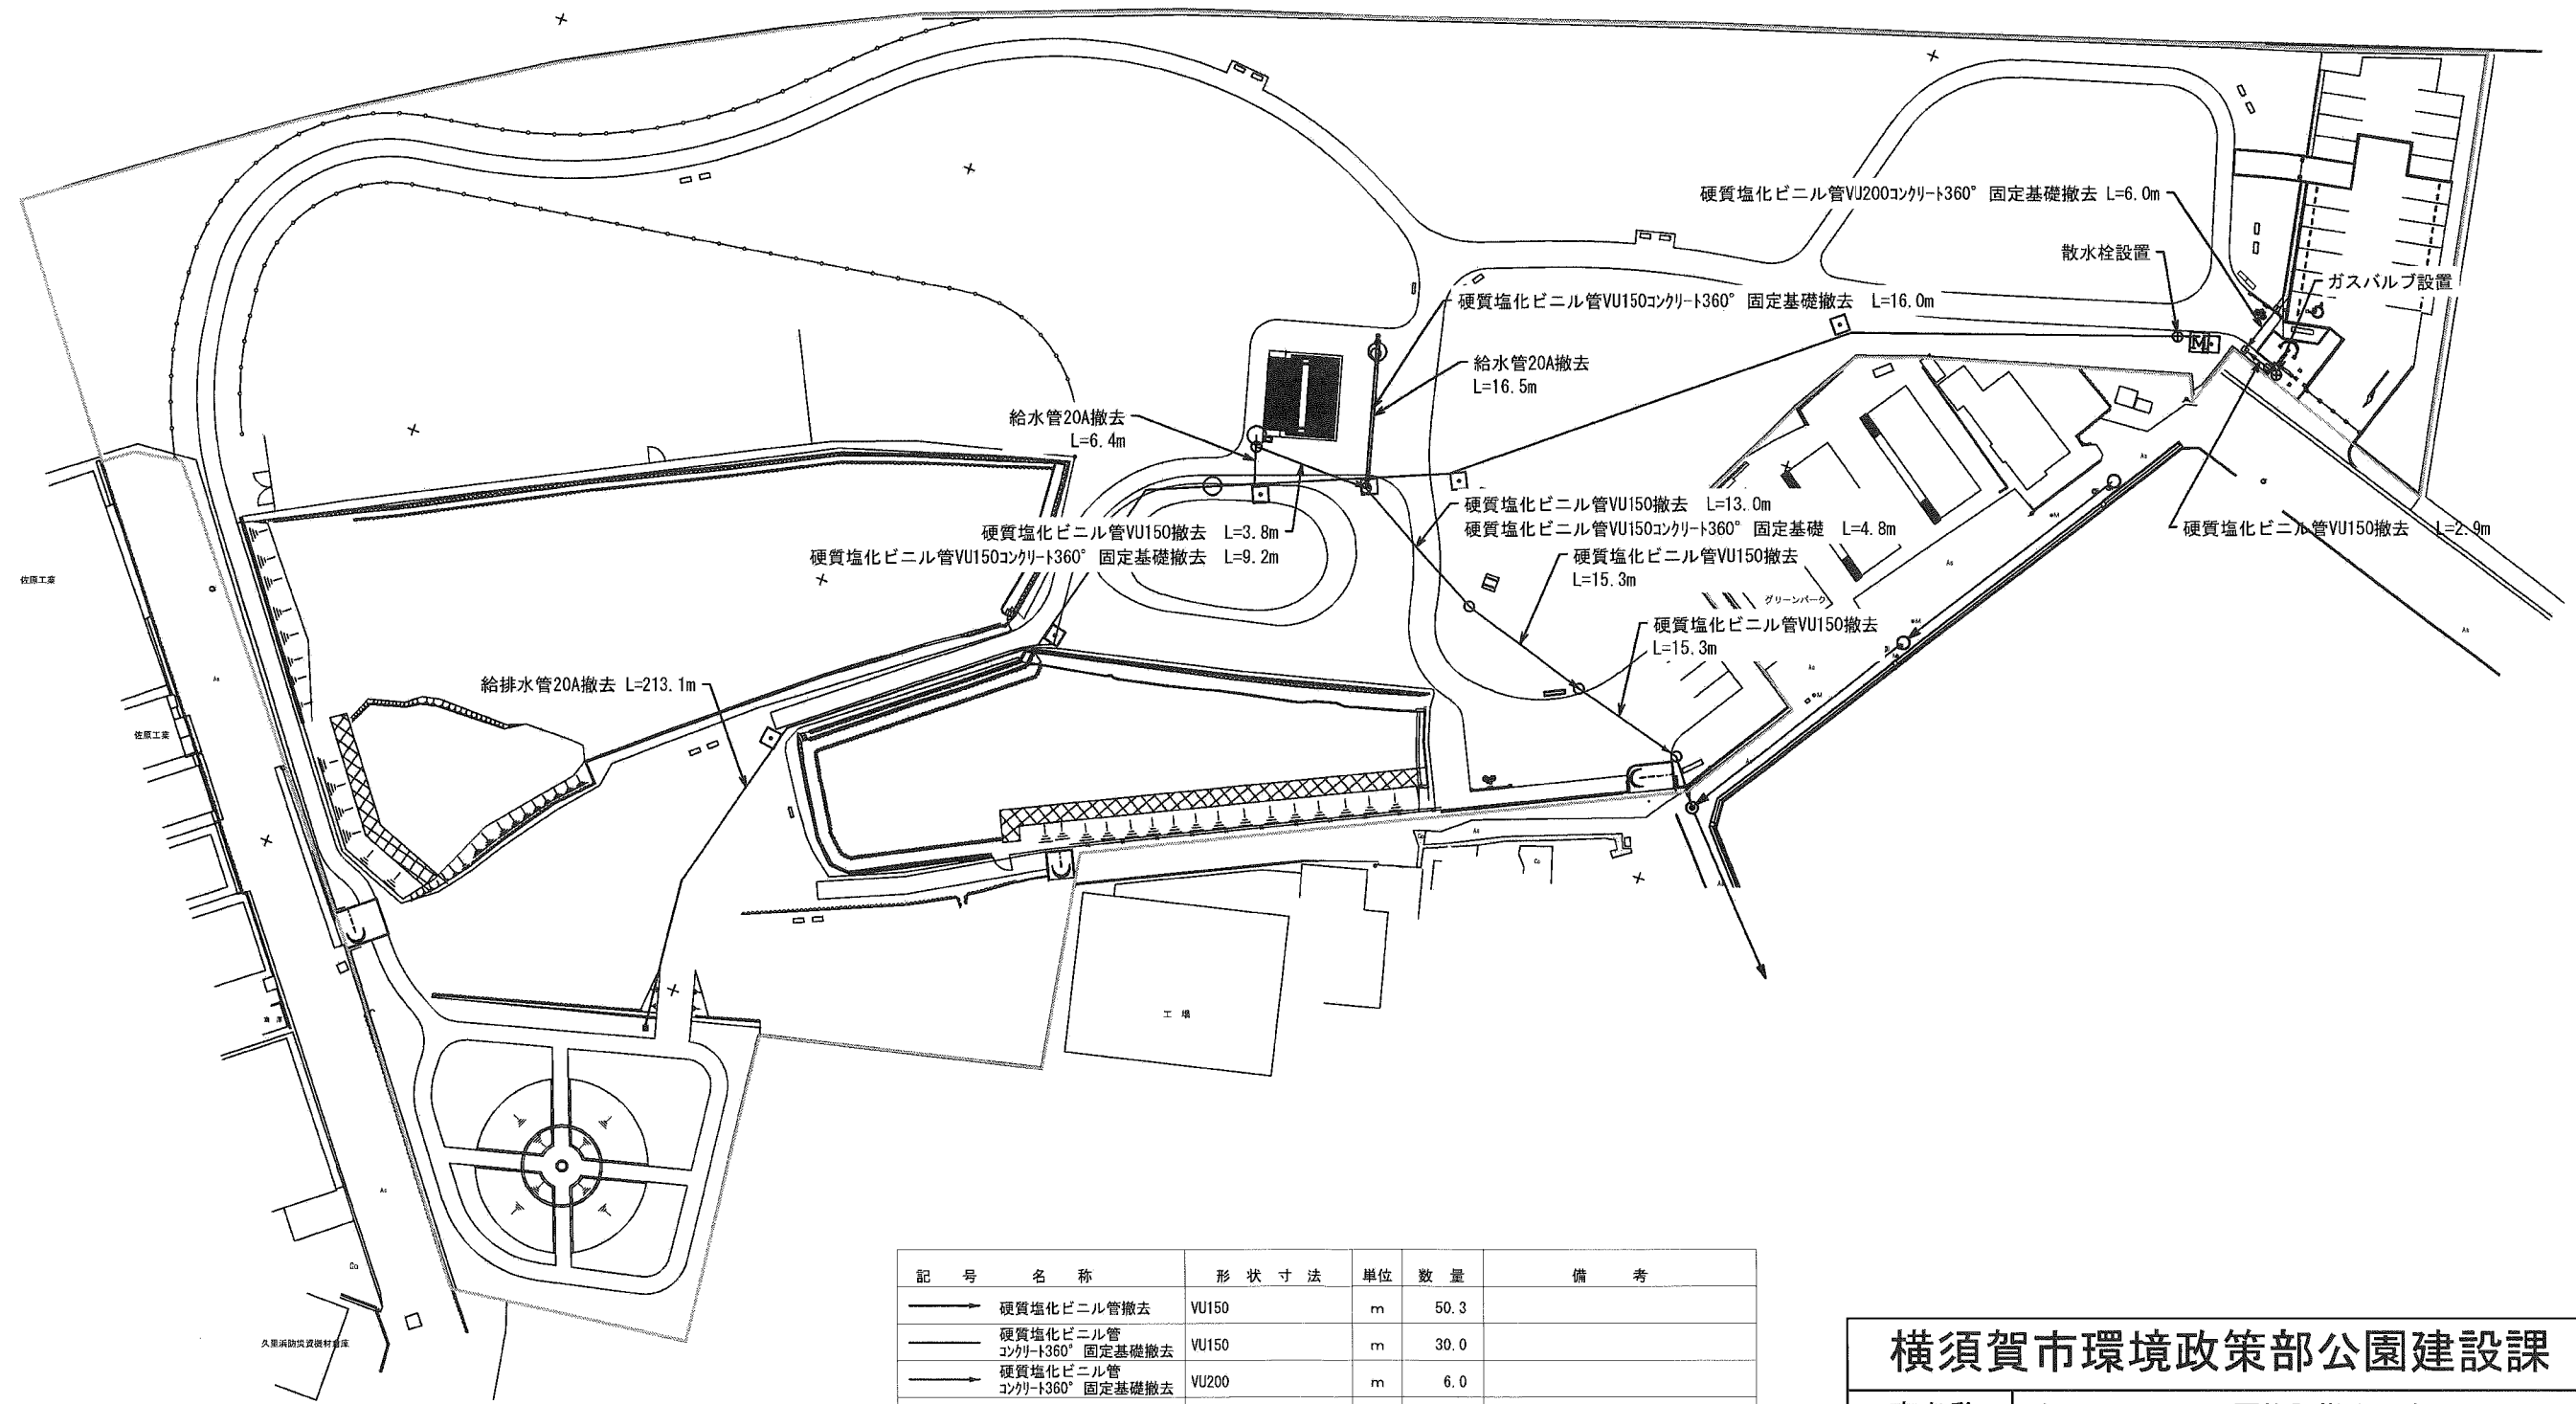 硬質塩化ビニル管VU200コンクリート360°固定基礎撤去 L=6.0m
散水栓設置
ガスバルブ設置
硬質塩化ビニル管VU150コンクリート360°固定基礎撤去 L=16.0m
給水管20A撤去
L=16.5m
給水管20A撤去
L=6.4m
M
硬質塩化ビニル管VU150撤去 L=3.8m
硬質塩化ビニル管VU150コンクリート360°固定基礎撤去 L=9.2m
硬質塩化ビニル管VU150撤去 L=13.0m
硬質塩化ビニル管VU150コンクリート360°固定基礎 L=4.8m
硬質塩化ビニル管VU150撤去
L=15.3m
硬質塩化ビニル管VU150撤去 L=2.9m
グリーンパーク
硬質塩化ビニル管VU150撤去
L=15.3m
給排水管20A撤去 L=213.1m
佐原工業
佐原工業
工場
久里浜防災資機材倉庫
記号 名称 形状寸法 単位 数量 備考
硬質塩化ビニル管撤去 VU150 m 50.3
硬質塩化ビニル管
コンクリート360°固定基礎撤去 VU150 m 30.0
硬質塩化ビニル管
コンクリート360°固定基礎撤去 VU200 m 6.0
横須賀市環境政策部公園建設課